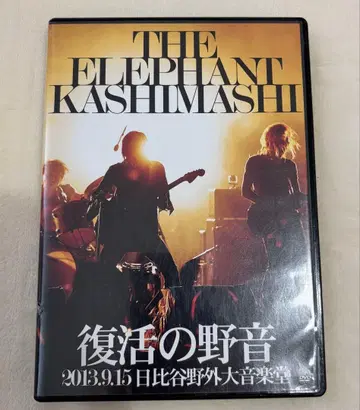 THE
ELEPHANT
KASHIMASHI
復活の野音
2013.9.15 日比谷野外大音楽堂
DVD